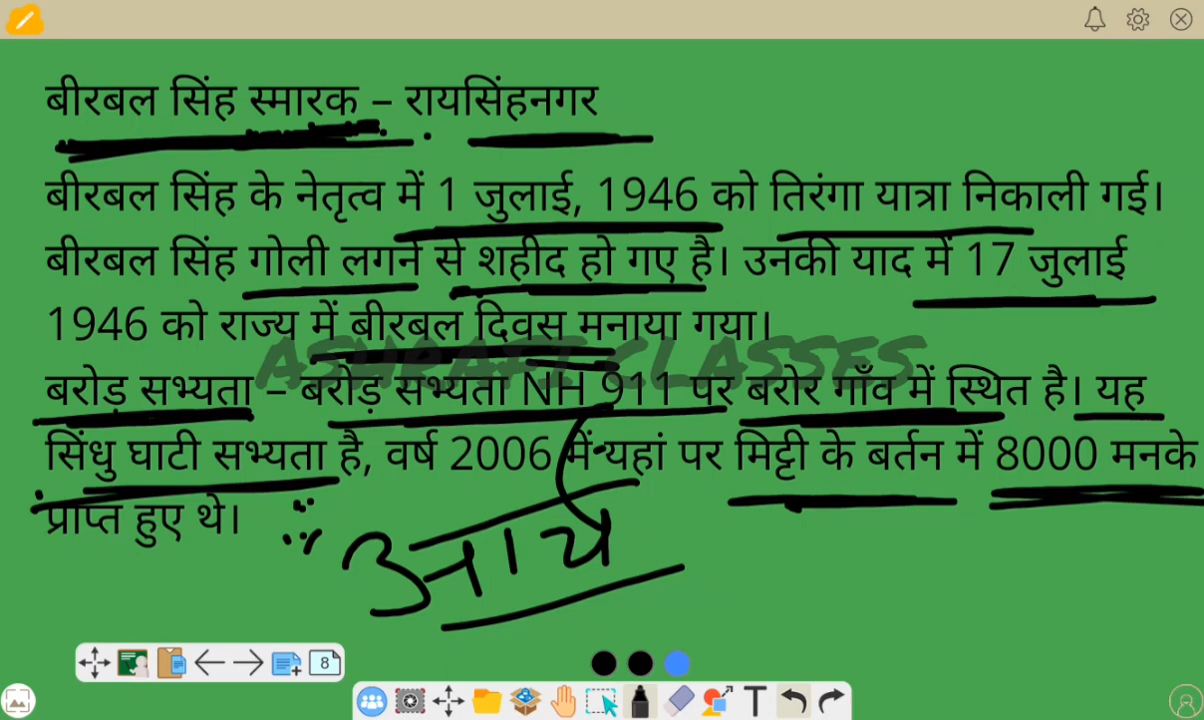 बीरबल सिंह स्मारक – रायसिंहनगर
बीरबल सिंह के नेतृत्व में 1 जुलाई, 1946 को तिरंगा यात्रा निकाली गई।
बीरबल सिंह गोली लगने से शहीद हो गए है। उनकी याद में 17 जुलाई
1946 को राज्य में बीरबल दिवस मनाया गया।
ASHRAFI CLASSES
बरोड़ सभ्यता – बरोड़ सभ्यता NH 911 पर बरोर गाँव में स्थित है। यह
सिंधु घाटी सभ्यता है, वर्ष 2006 में यहां पर मिट्टी के बर्तन में 8000 मनके
प्राप्त हुए थे।
8